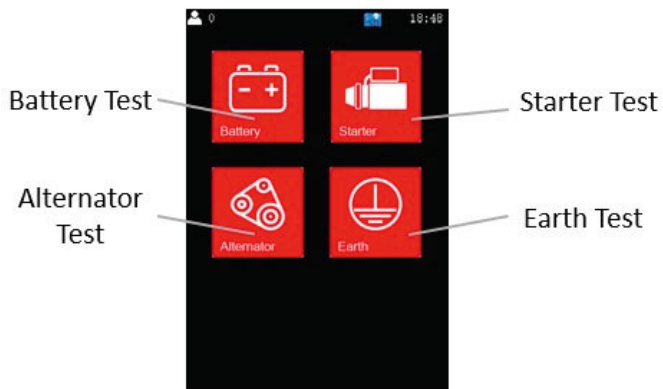 0 18:48
Battery Test
Starter Test
Battery
Starter
Alternator
Test
Earth Test
Alternator
Earth